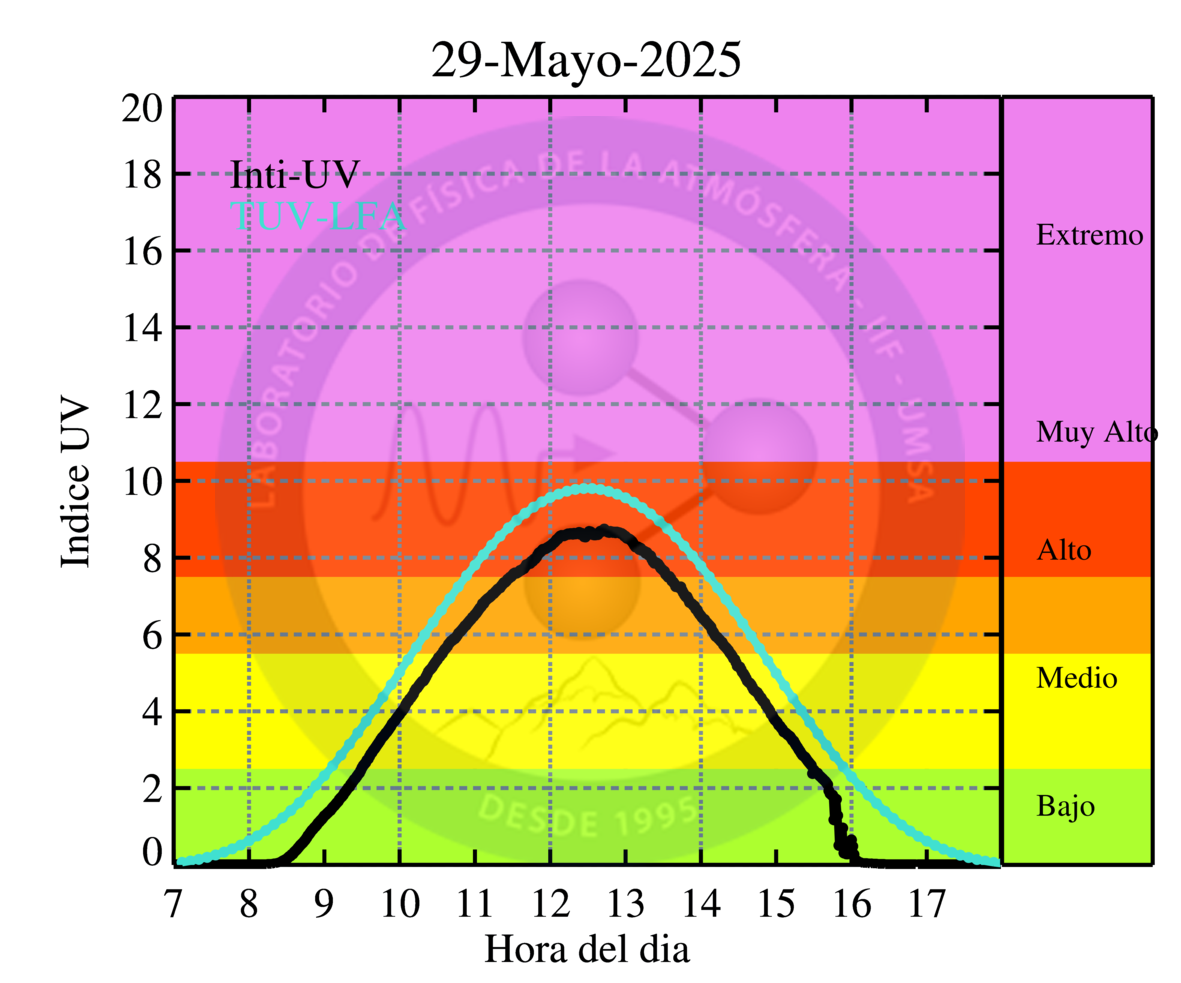 29-Mayo-2025
20
18
16
14
12
10
8
6
4
2
0
Indice UV
Inti-UV
TUV-LFA
LABORATORIO DE FÍSICA DE LA ATMÓSFERA - IIF - UMSA
DESDE 1995
Extremo
Muy Alto
Alto
Medio
Bajo
7 8 9 10 11 12 13 14 15 16 17
Hora del dia